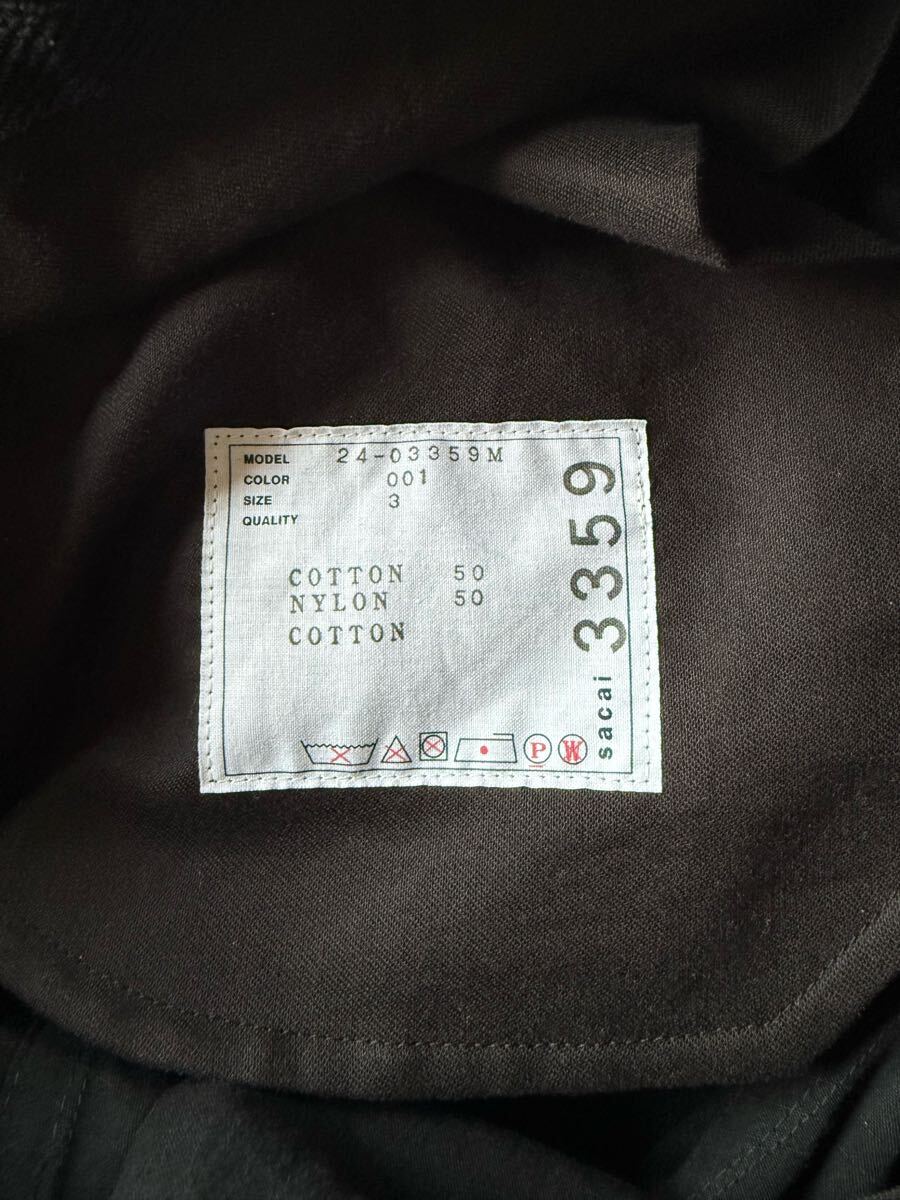 MODEL 24-03359M
COLOR 001
SIZE 3
QUALITY
COTTON 50
NYLON 50
COTTON
P W
sacai 3359